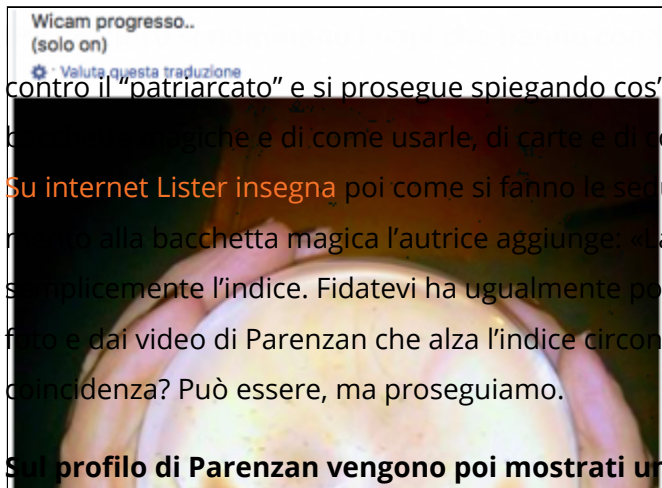 Wicam progresso..
(solo on)
· Valuta questa traduzione
contro il “patriarcato” e si prosegue spiegando cos’
magiche e di come usarle, di carte e di
Su internet Lister insegna poi come si fanno le
alla bacchetta magica l’autrice aggiunge: «La
semplicemente l’indice. Fidatevi ha ugualmente
foto e dai video di Parenzan che alza l’indice
coincidenza? Può essere, ma proseguiamo.
Sul profilo di Parenzan vengono poi mostrati